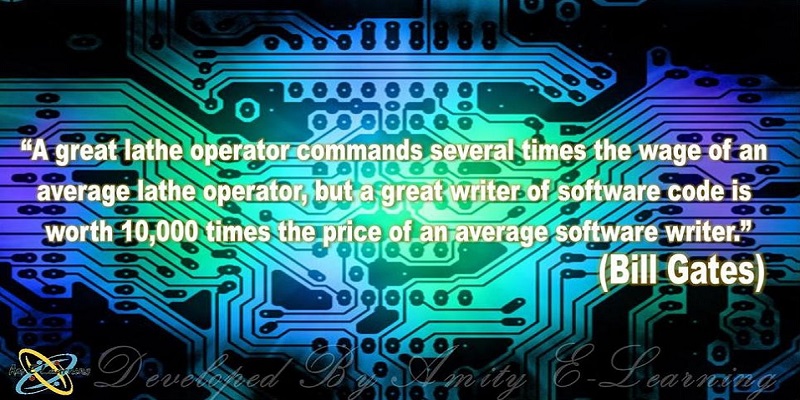 “A great lathe operator commands several times the wage of an
average lathe operator, but a great writer of software code is
worth 10,000 times the price of an average software writer.”
(Bill Gates)
Developed By Amity E-Learning